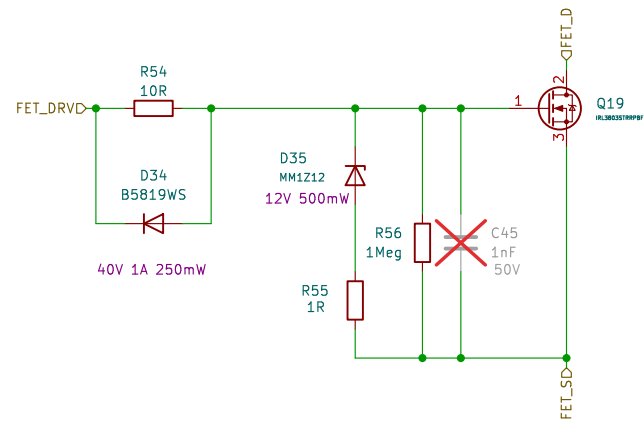 FET_D
R54
10R
FET_DRV
1
2
3
Q19
IRL3803STRRPBF
D34
B5819WS
40V 1A 250mW
D35
MM1Z12
12V 500mW
R55
1R
R56
1Meg
C45
1nF
50V
FET_S